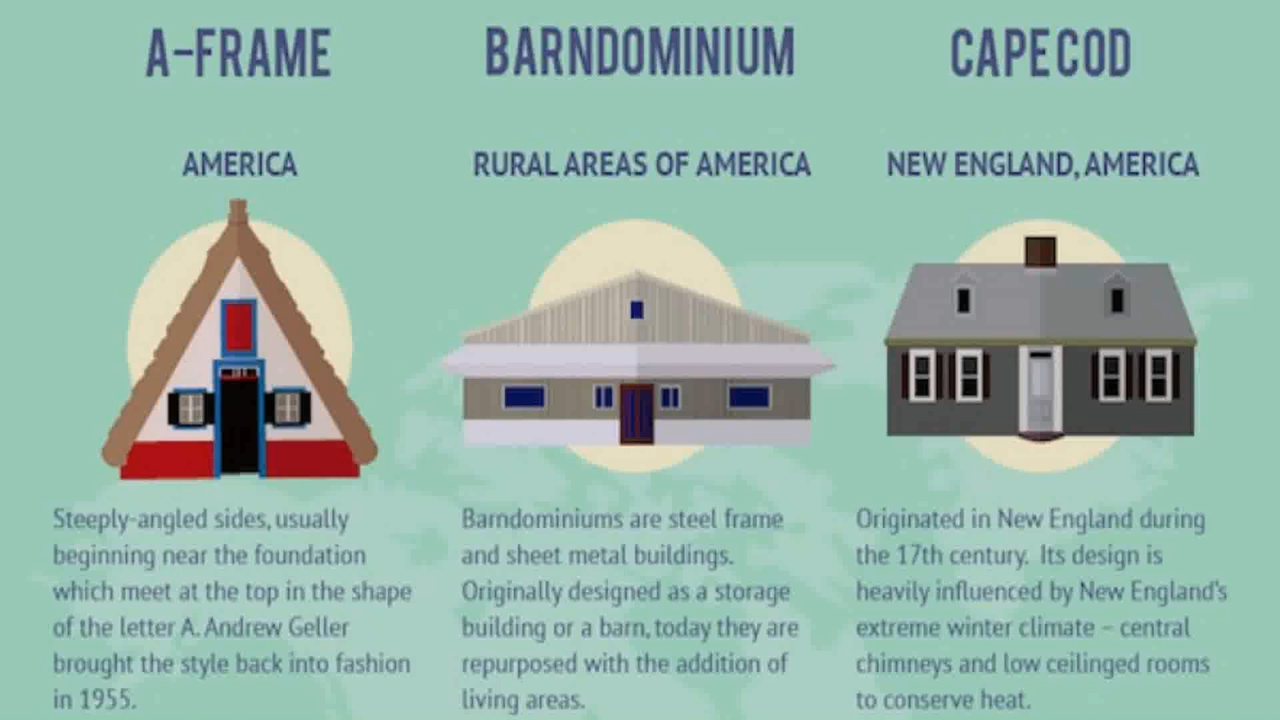 A-FRAME
AMERICA
Steeply-angled sides, usually
beginning near the foundation
which meet at the top in the shape
of the letter A. Andrew Geller
brought the style back into fashion
in 1955.
BARNDOMINIUM
RURAL AREAS OF AMERICA
Barndominiums are steel frame
and sheet metal buildings.
Originally designed as a storage
building or a barn, today they are
repurposed with the addition of
living areas.
CAPE COD
NEW ENGLAND, AMERICA
Originated in New England during
the 17th century. Its design is
heavily influenced by New England's
extreme winter climate – central
chimneys and low ceilinged rooms
to conserve heat.